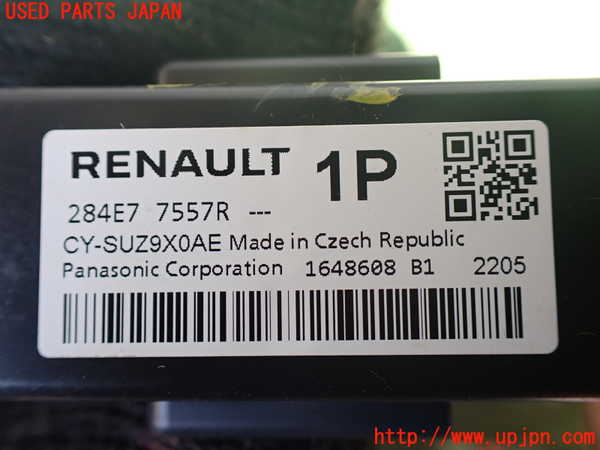 USED PARTS JAPAN
RENAULT 1P
284E7 7557R ---
CY-SUZ9X0AE Made in Czech Republic
Panasonic Corporation 1648608 B1 2205
http://www.upjpn.com